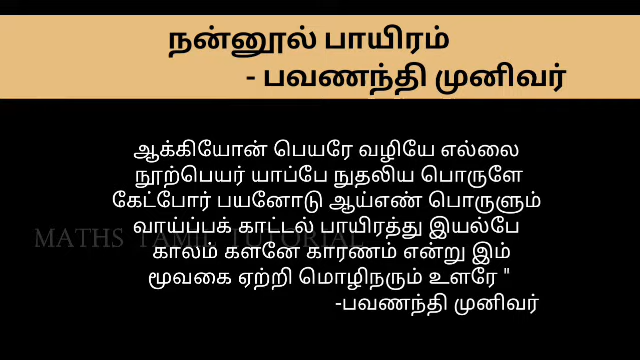 நன்னூல் பாயிரம்
- பவணந்தி முனிவர்
ஆக்கியோன் பெயரே வழியே எல்லை
நூற்பெயர் யாப்பே நுதலிய பொருளே
கேட்போர் பயனோடு ஆய்எண் பொருளும்
வாய்ப்பக் காட்டல் பாயிரத்து இயல்பே
MATHS TAMIL TUTORIAL
காலம் களனே காரணம் என்று இம்
மூவகை ஏற்றி மொழிநரும் உளரே "
-பவணந்தி முனிவர்